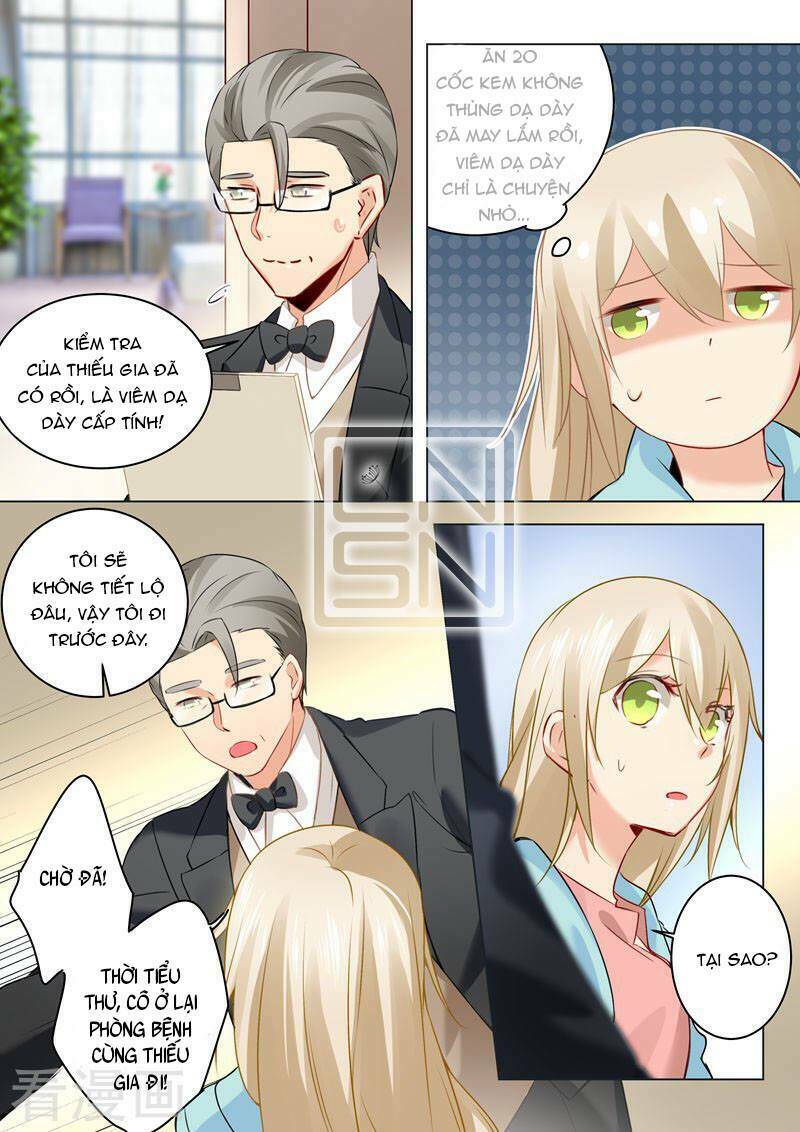 KIỂM TRA
CỦA THIẾU GIA ĐÃ
CÓ RỒI, LÀ VIÊM DẠ
DÀY CẤP TÍNH!
ĂN 20
CỐC KEM KHÔNG
THỦNG DẠ DÀY
ĐÃ MAY LẮM RỒI,
VIÊM DẠ DÀY
CHỈ LÀ CHUYỆN
NHỎ...
LN
SN
TÔI SẼ
KHÔNG TIẾT LỘ
ĐÂU, VẬY TÔI ĐI
TRƯỚC ĐÂY.
CHỜ ĐÃ!
THỜI TIỂU
THƯ, CÔ Ở LẠI
PHÒNG BỆNH
CÙNG THIẾU
GIA ĐI!
TẠI SAO?
看漫画